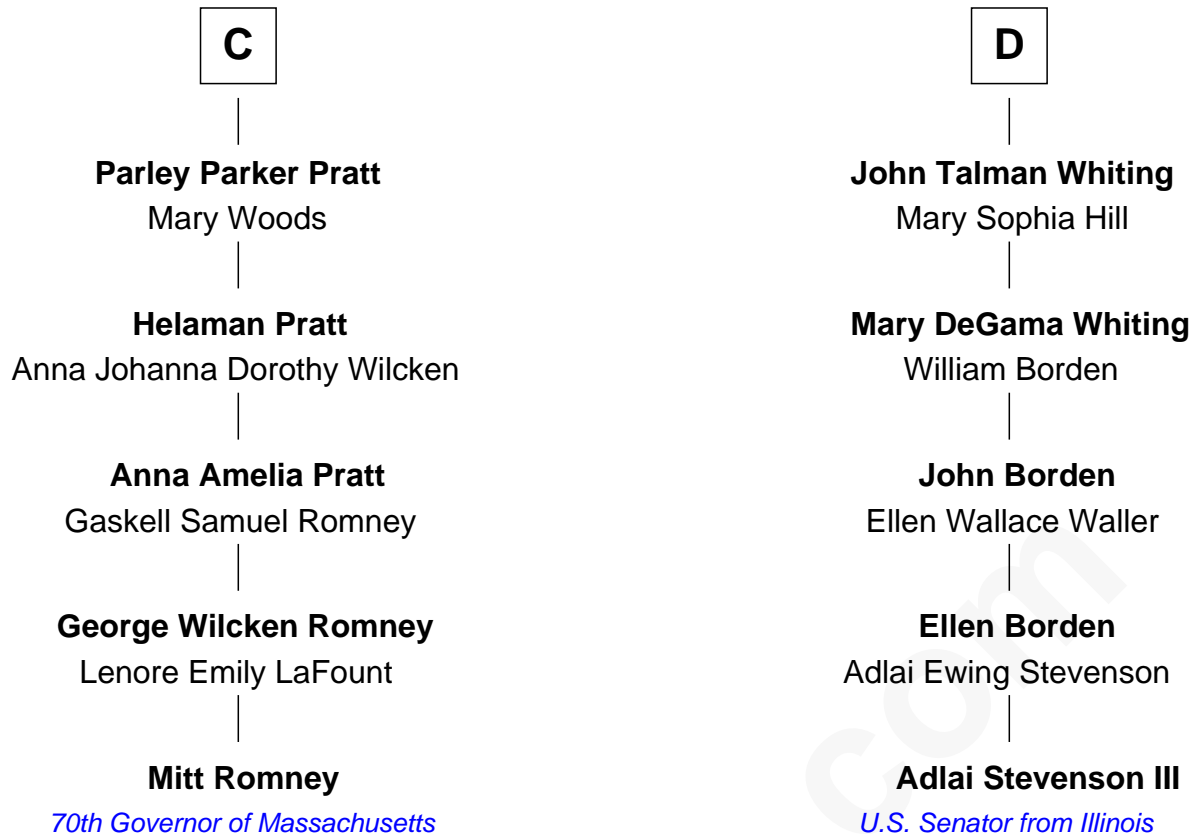 C
Parley Parker Pratt
Mary Woods
Helaman Pratt
Anna Johanna Dorothy Wilcken
Anna Amelia Pratt
Gaskell Samuel Romney
George Wilcken Romney
Lenore Emily LaFount
Mitt Romney
70th Governor of Massachusetts
D
John Talman Whiting
Mary Sophia Hill
Mary DeGama Whiting
William Borden
John Borden
Ellen Wallace Waller
Ellen Borden
Adlai Ewing Stevenson
Adlai Stevenson III
U.S. Senator from Illinois
com